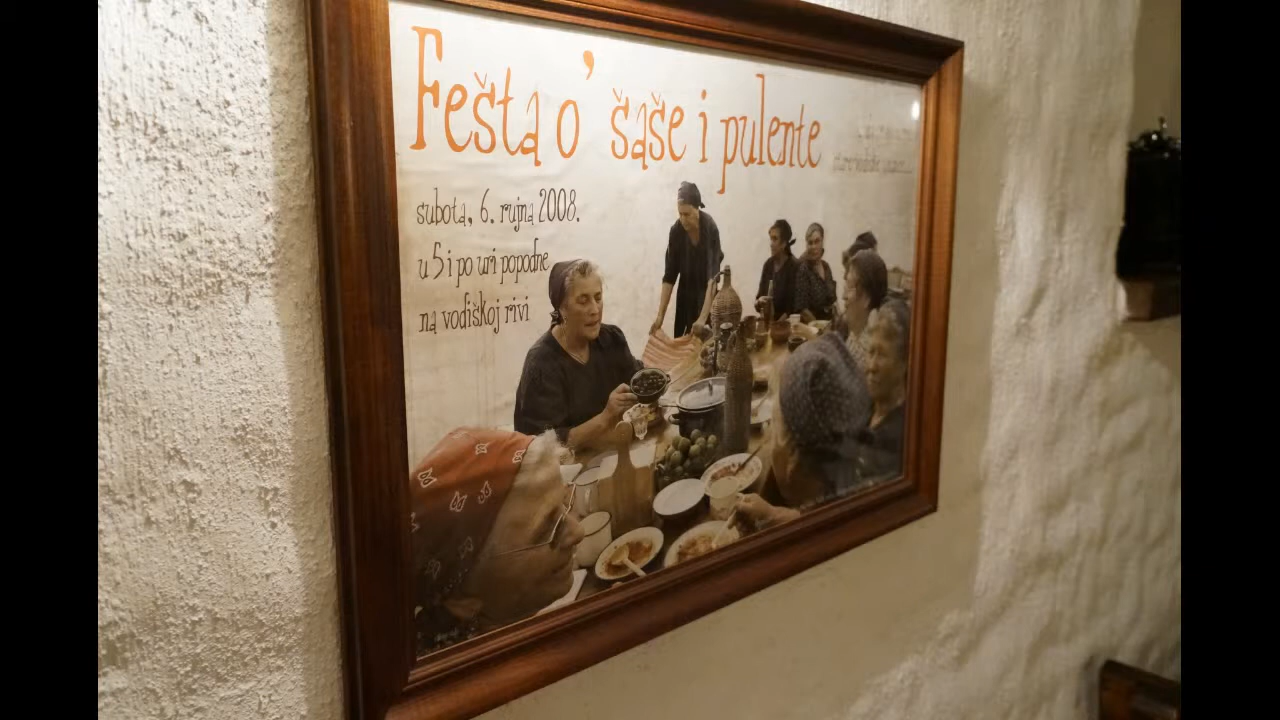 Fešta o' šaše i pulente
subota, 6. rujna 2008.
u 5 i po uri popodne
na vodiškoj rivi